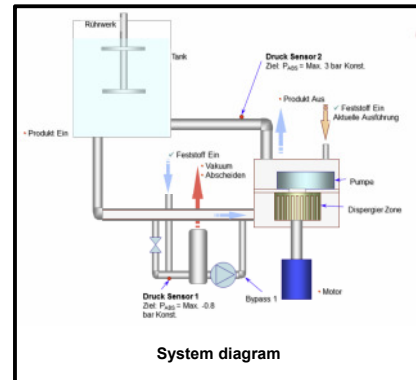 Rührwerk
Tank
Druck Sensor 2
Ziel: PABS = Max. 3 bar Konst.
Produkt Aus
✓ Feststoff Ein
Aktuelle Ausführung
Produkt Ein
✓ Feststoff Ein
Vakuum
Abscheiden
Pumpe
Dispergier Zone
Druck Sensor 1
Ziel: PABS = Max. -0.8
bar Konst.
Bypass 1
Motor
System diagram